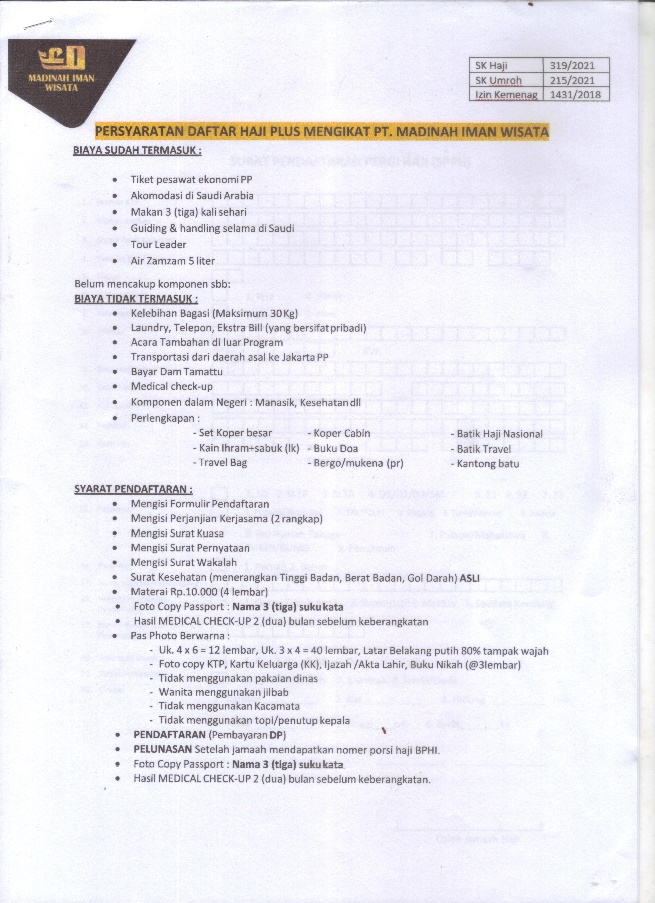 MADINAH IMAN
WISATA
SK Haji 319/2021
SK Umroh 215/2021
Izin Kemenag 1431/2018
PERSYARATAN DAFTAR HAJI PLUS MENGIKAT PT. MADINAH IMAN WISATA
BIAYA SUDAH TERMASUK :
• Tiket pesawat ekonomi PP
• Akomodasi di Saudi Arabia
• Makan 3 (tiga) kali sehari
• Guiding & handling selama di Saudi
• Tour Leader
• Air Zamzam 5 liter
Belum mencakup komponen sbb:
BIAYA TIDAK TERMASUK :
• Kelebihan Bagasi (Maksimum 30 Kg)
• Laundry, Telepon, Ekstra Bill (yang bersifat pribadi)
• Acara Tambahan di luar Program
• Transportasi dari daerah asal ke Jakarta PP
• Bayar Dam Tamattu
• Medical check-up
• Komponen dalam Negeri : Manasik, Kesehatan dll
• Perlengkapan :
- Set Koper besar - Koper Cabin - Batik Haji Nasional
- Kain Ihram+sabuk (lk) - Buku Doa - Batik Travel
- Travel Bag - Bergo/mukena (pr) - Kantong batu
SYARAT PENDAFTARAN :
• Mengisi Formulir Pendaftaran
• Mengisi Perjanjian Kerjasama (2 rangkap)
• Mengisi Surat Kuasa
• Mengisi Surat Pernyataan
• Mengisi Surat Wakalah
• Surat Kesehatan (menerangkan Tinggi Badan, Berat Badan, Gol Darah) ASLI
• Materai Rp.10.000 (4 lembar)
• Foto Copy Passport : Nama 3 (tiga) suku kata
• Hasil MEDICAL CHECK-UP 2 (dua) bulan sebelum keberangkatan
• Pas Photo Berwarna :
- Uk. 4 x 6 = 12 lembar, Uk. 3 x 4 = 40 lembar, Latar Belakang putih 80% tampak wajah
- Foto copy KTP, Kartu Keluarga (KK), Ijazah /Akta Lahir, Buku Nikah (@3lembar)
- Tidak menggunakan pakaian dinas
- Wanita menggunakan jilbab
- Tidak menggunakan Kacamata
- Tidak menggunakan topi/penutup kepala
• PENDAFTARAN (Pembayaran DP)
• PELUNASAN Setelah jamaah mendapatkan nomer porsi haji BPHI.
• Foto Copy Passport : Nama 3 (tiga) suku kata
• Hasil MEDICAL CHECK-UP 2 (dua) bulan sebelum keberangkatan.